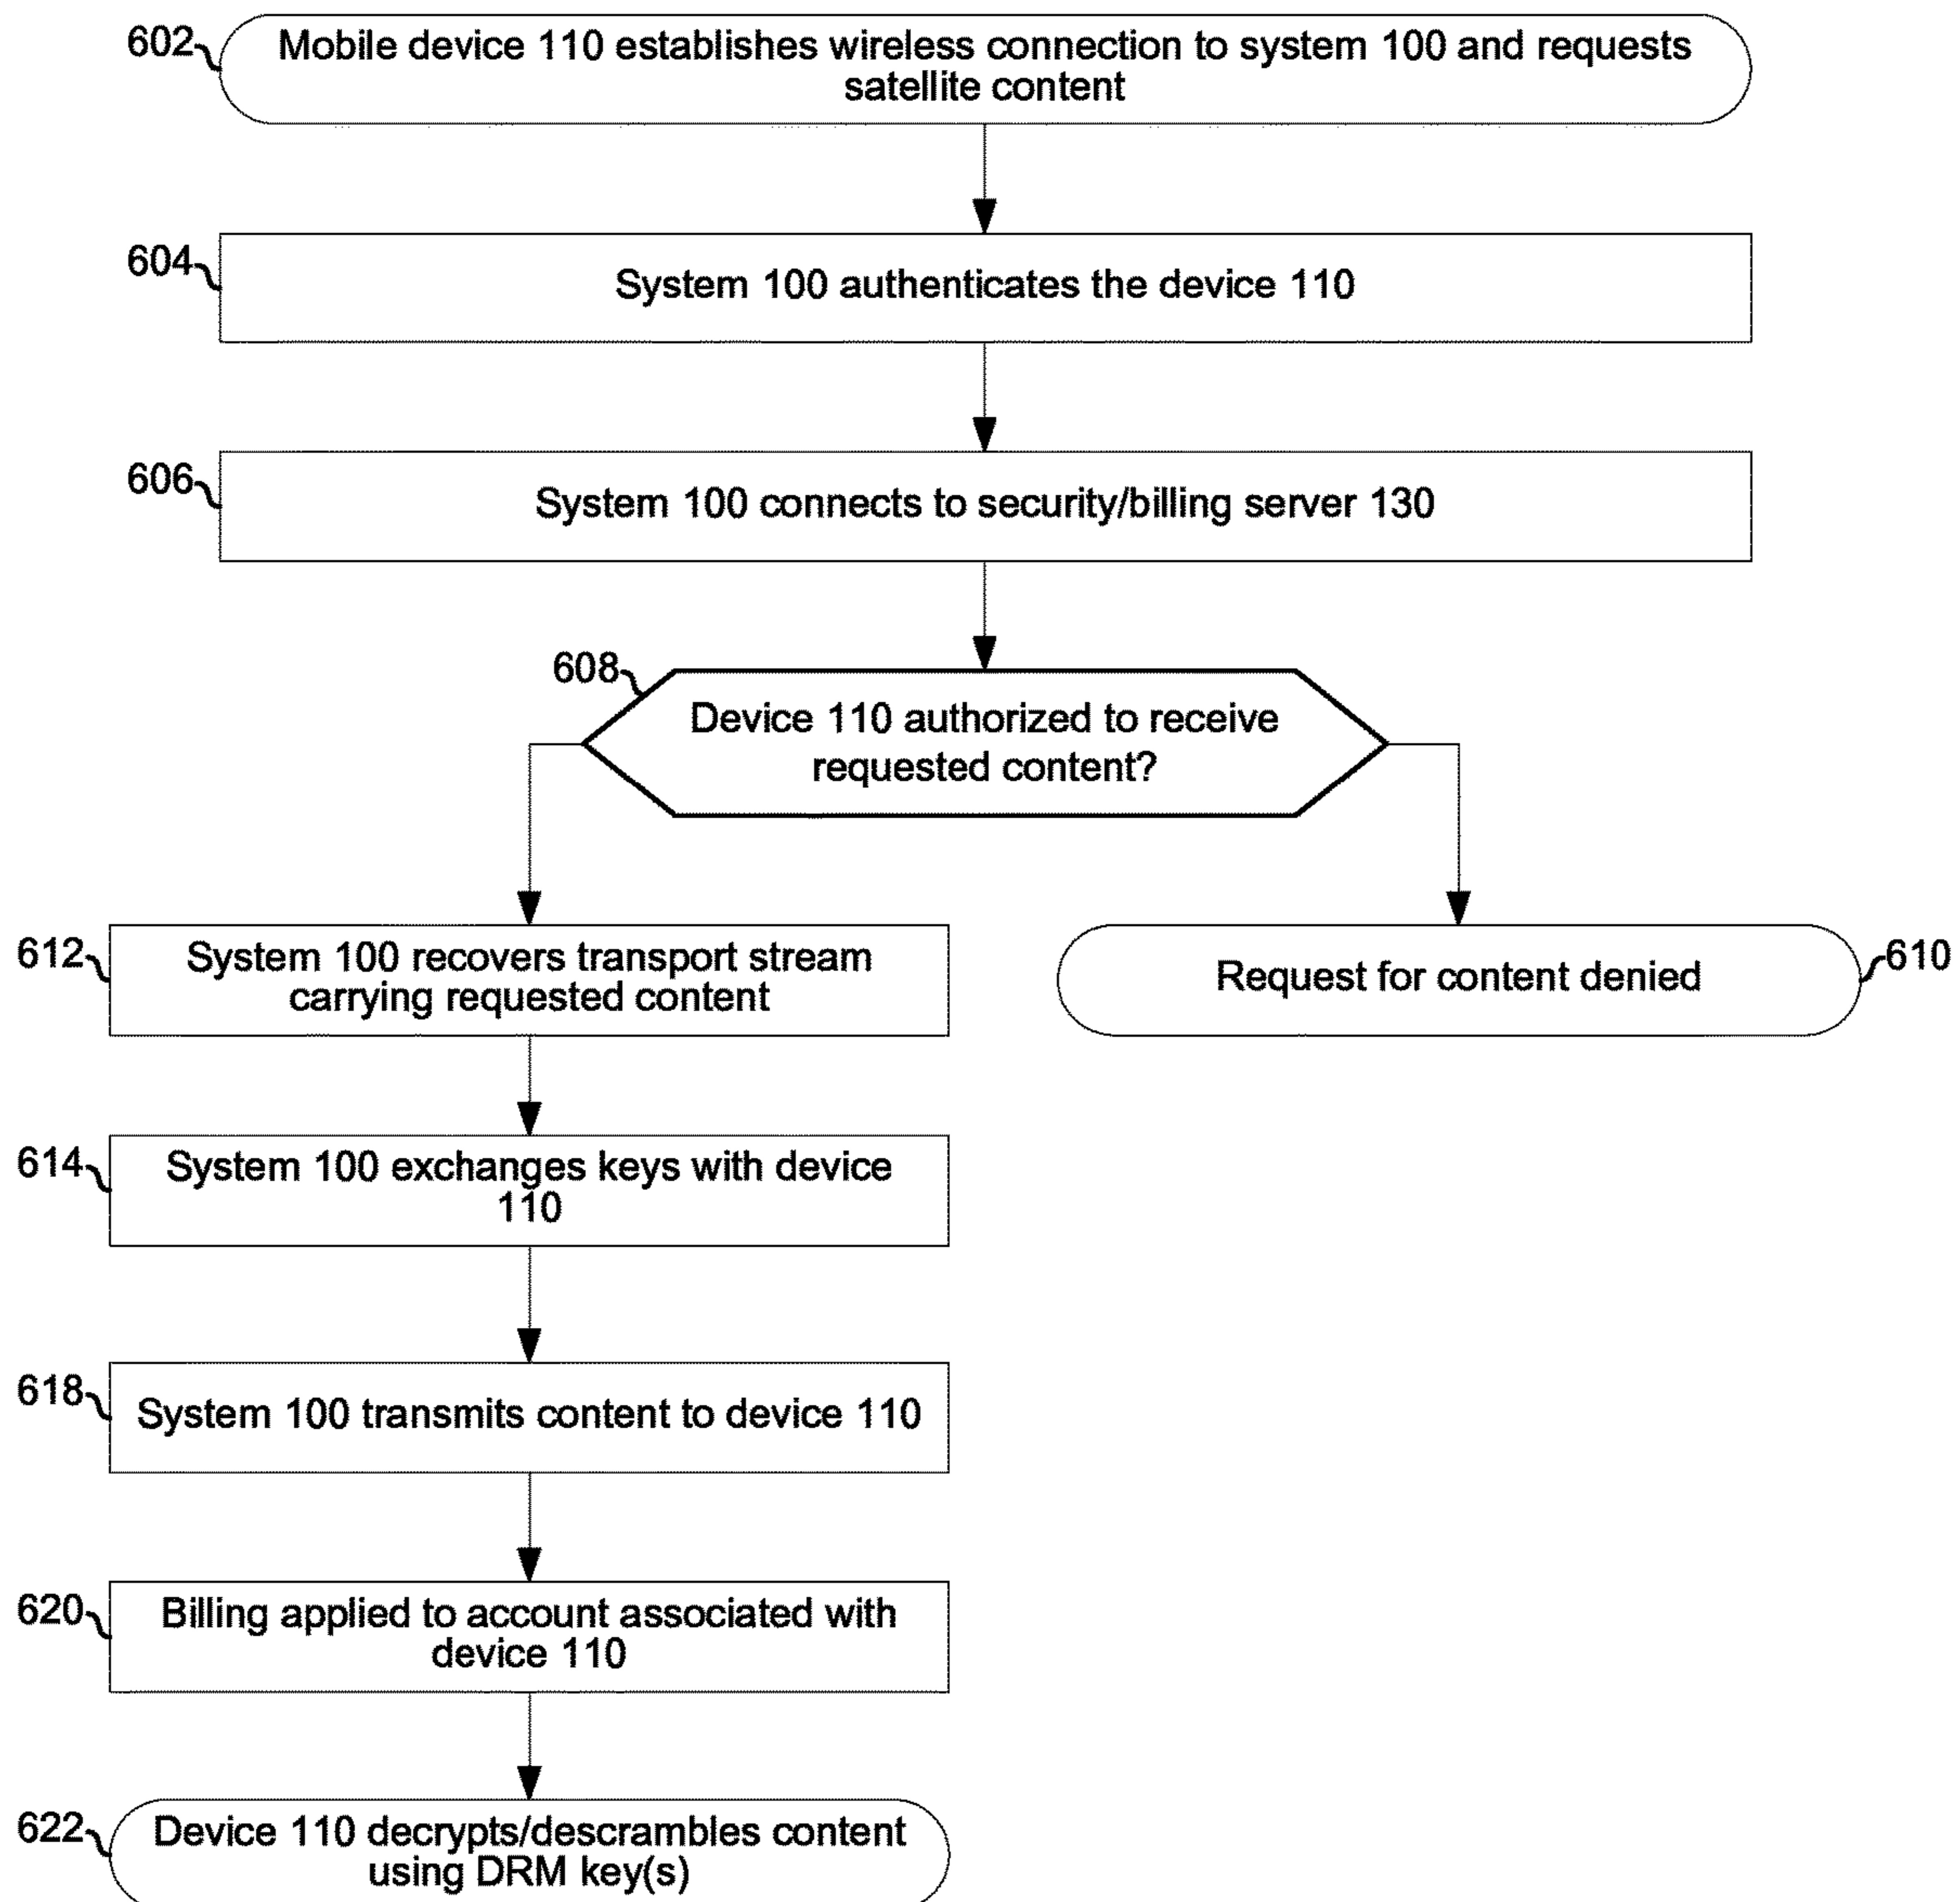 602
Mobile device 110 establishes wireless connection to system 100 and requests
satellite content
604
System 100 authenticates the device 110
606
System 100 connects to security/billing server 130
608
Device 110 authorized to receive
requested content?
612
System 100 recovers transport stream
carrying requested content
Request for content denied
610
614
System 100 exchanges keys with device
110
618
System 100 transmits content to device 110
620
Billing applied to account associated with
device 110
622
Device 110 decrypts/descrambles content
using DRM key(s)